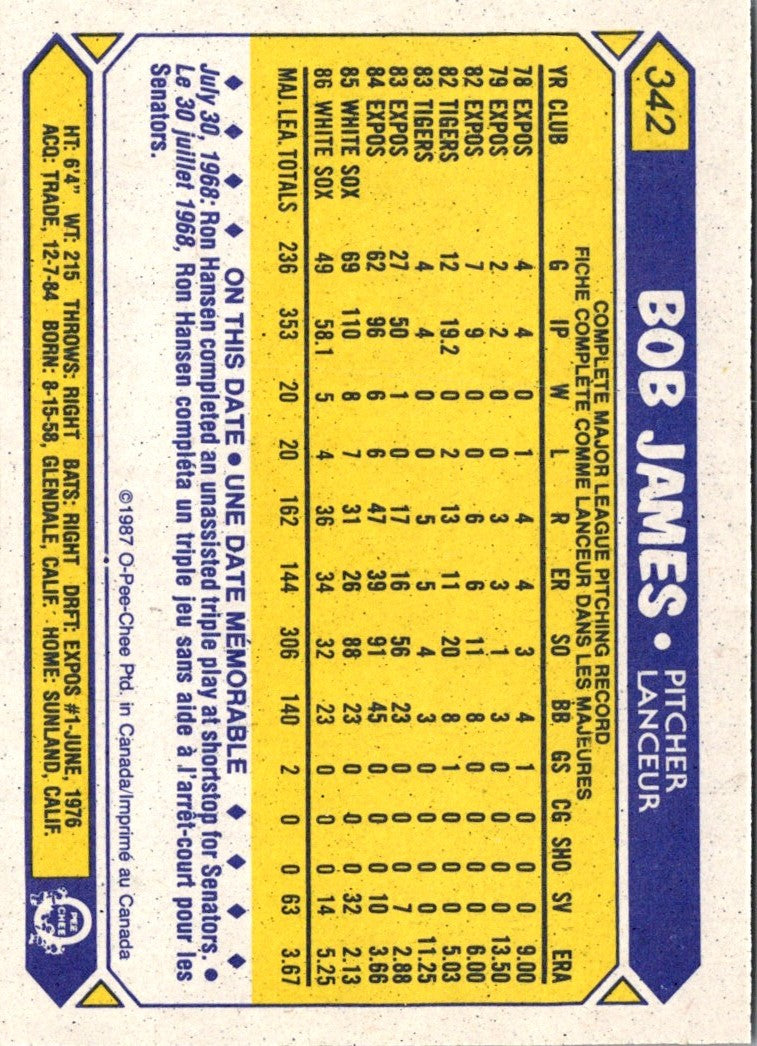 342
BOB JAMES • PITCHER
LANCEUR
COMPLETE MAJOR LEAGUE PITCHING RECORD
FICHE COMPLÈTE COMME LANCEUR DANS LES MAJEURES
YR CLUB G IP W L R ER SO BB GS CG SHO SV ERA
78 EXPOS 4 4 0 1 4 4 3 4 1 0 0 0 9.00
79 EXPOS 2 2 0 0 3 3 1 3 0 0 0 0 13.50
82 EXPOS 7 9 0 0 6 6 11 8 0 0 0 0 6.00
82 TIGERS 12 19.2 0 2 13 11 20 8 1 0 0 0 5.03
83 TIGERS 4 4 0 0 5 5 4 3 0 0 0 0 11.25
83 EXPOS 27 50 1 0 17 16 56 23 0 0 0 7 2.88
84 EXPOS 62 96 6 6 47 39 91 45 0 0 0 10 3.66
85 WHITE SOX 69 110 8 7 31 26 88 23 0 0 0 32 2.13
86 WHITE SOX 49 58.1 5 4 36 34 32 23 0 0 0 14 5.25
MAJ. LEA. TOTALS 236 353 20 20 162 144 306 140 2 0 0 63 3.67
ON THIS DATE • UNE DATE MÉMORABLE
July 30, 1968: Ron Hansen completed an unassisted triple play at shortstop for Senators. •
Le 30 juillet 1968, Ron Hansen compléta un triple jeu sans aide à l'arrêt-court pour les
Senators.
©1987 O-Pee-Chee Ptd. in Canada/Imprimé au Canada
HT: 6'4" WT: 215 THROWS: RIGHT BATS: RIGHT DRFT: EXPOS #1-JUNE, 1976
ACQ: TRADE, 12-7-84 BORN: 8-15-58, GLENDALE, CALIF. HOME: SUNLAND, CALIF.
O
PEE
CHEE